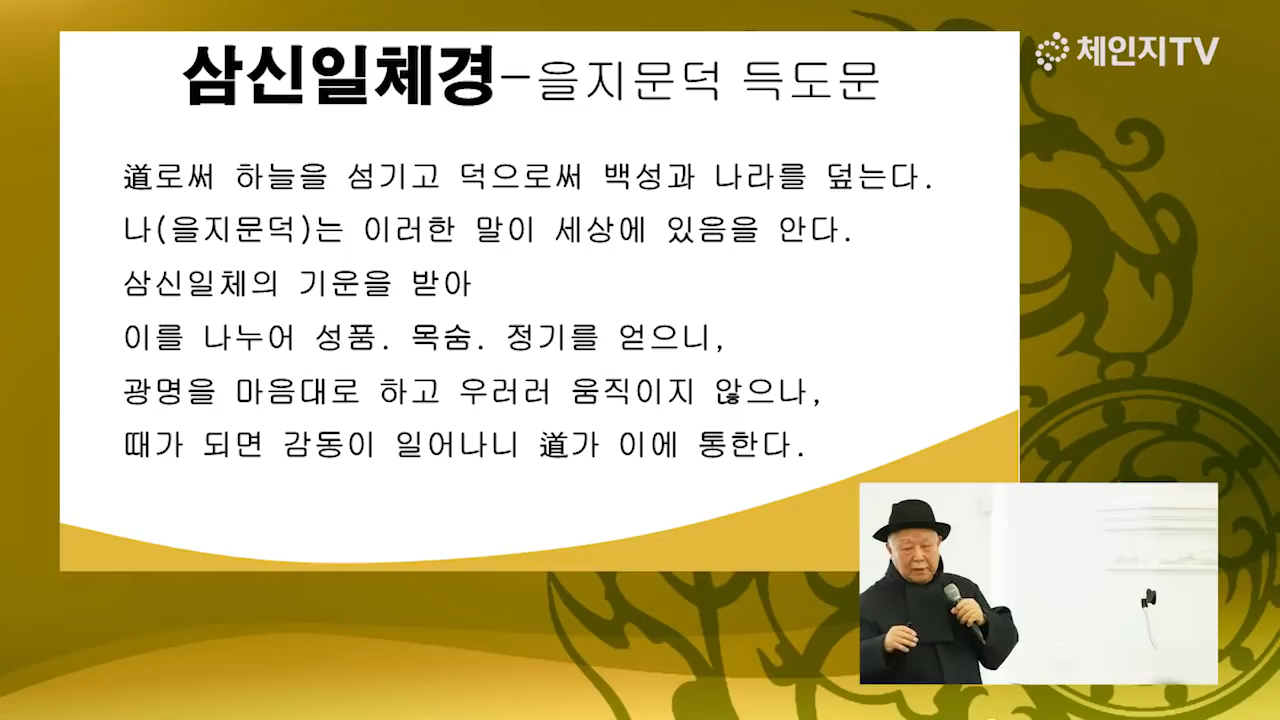 체인지TV
삼신일체경-을지문덕 득도문
道로써 하늘을 섬기고 덕으로써 백성과 나라를 덮는다.
나(을지문덕)는 이러한 말이 세상에 있음을 안다.
삼신일체의 기운을 받아
이를 나누어 성품. 목숨. 정기를 얻으니,
광명을 마음대로 하고 우러러 움직이지 않으나,
때가 되면 감동이 일어나니 道가 이에 통한다.